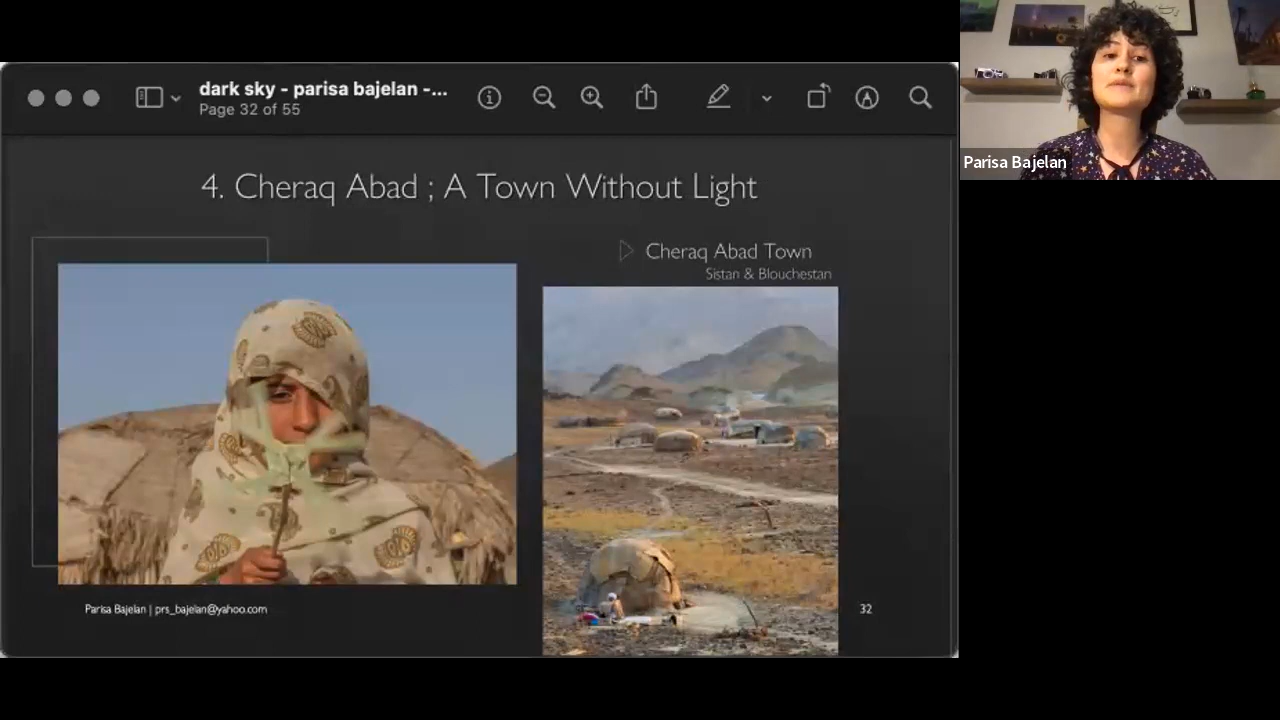 dark sky - parisa bajelan -...
Page 32 of 55
4. Cheraq Abad ; A Town Without Light
Cheraq Abad Town
Sistan & Blouchestan
Parisa Bajelan | prs_bajelan@yahoo.com
32
Parisa Bajelan